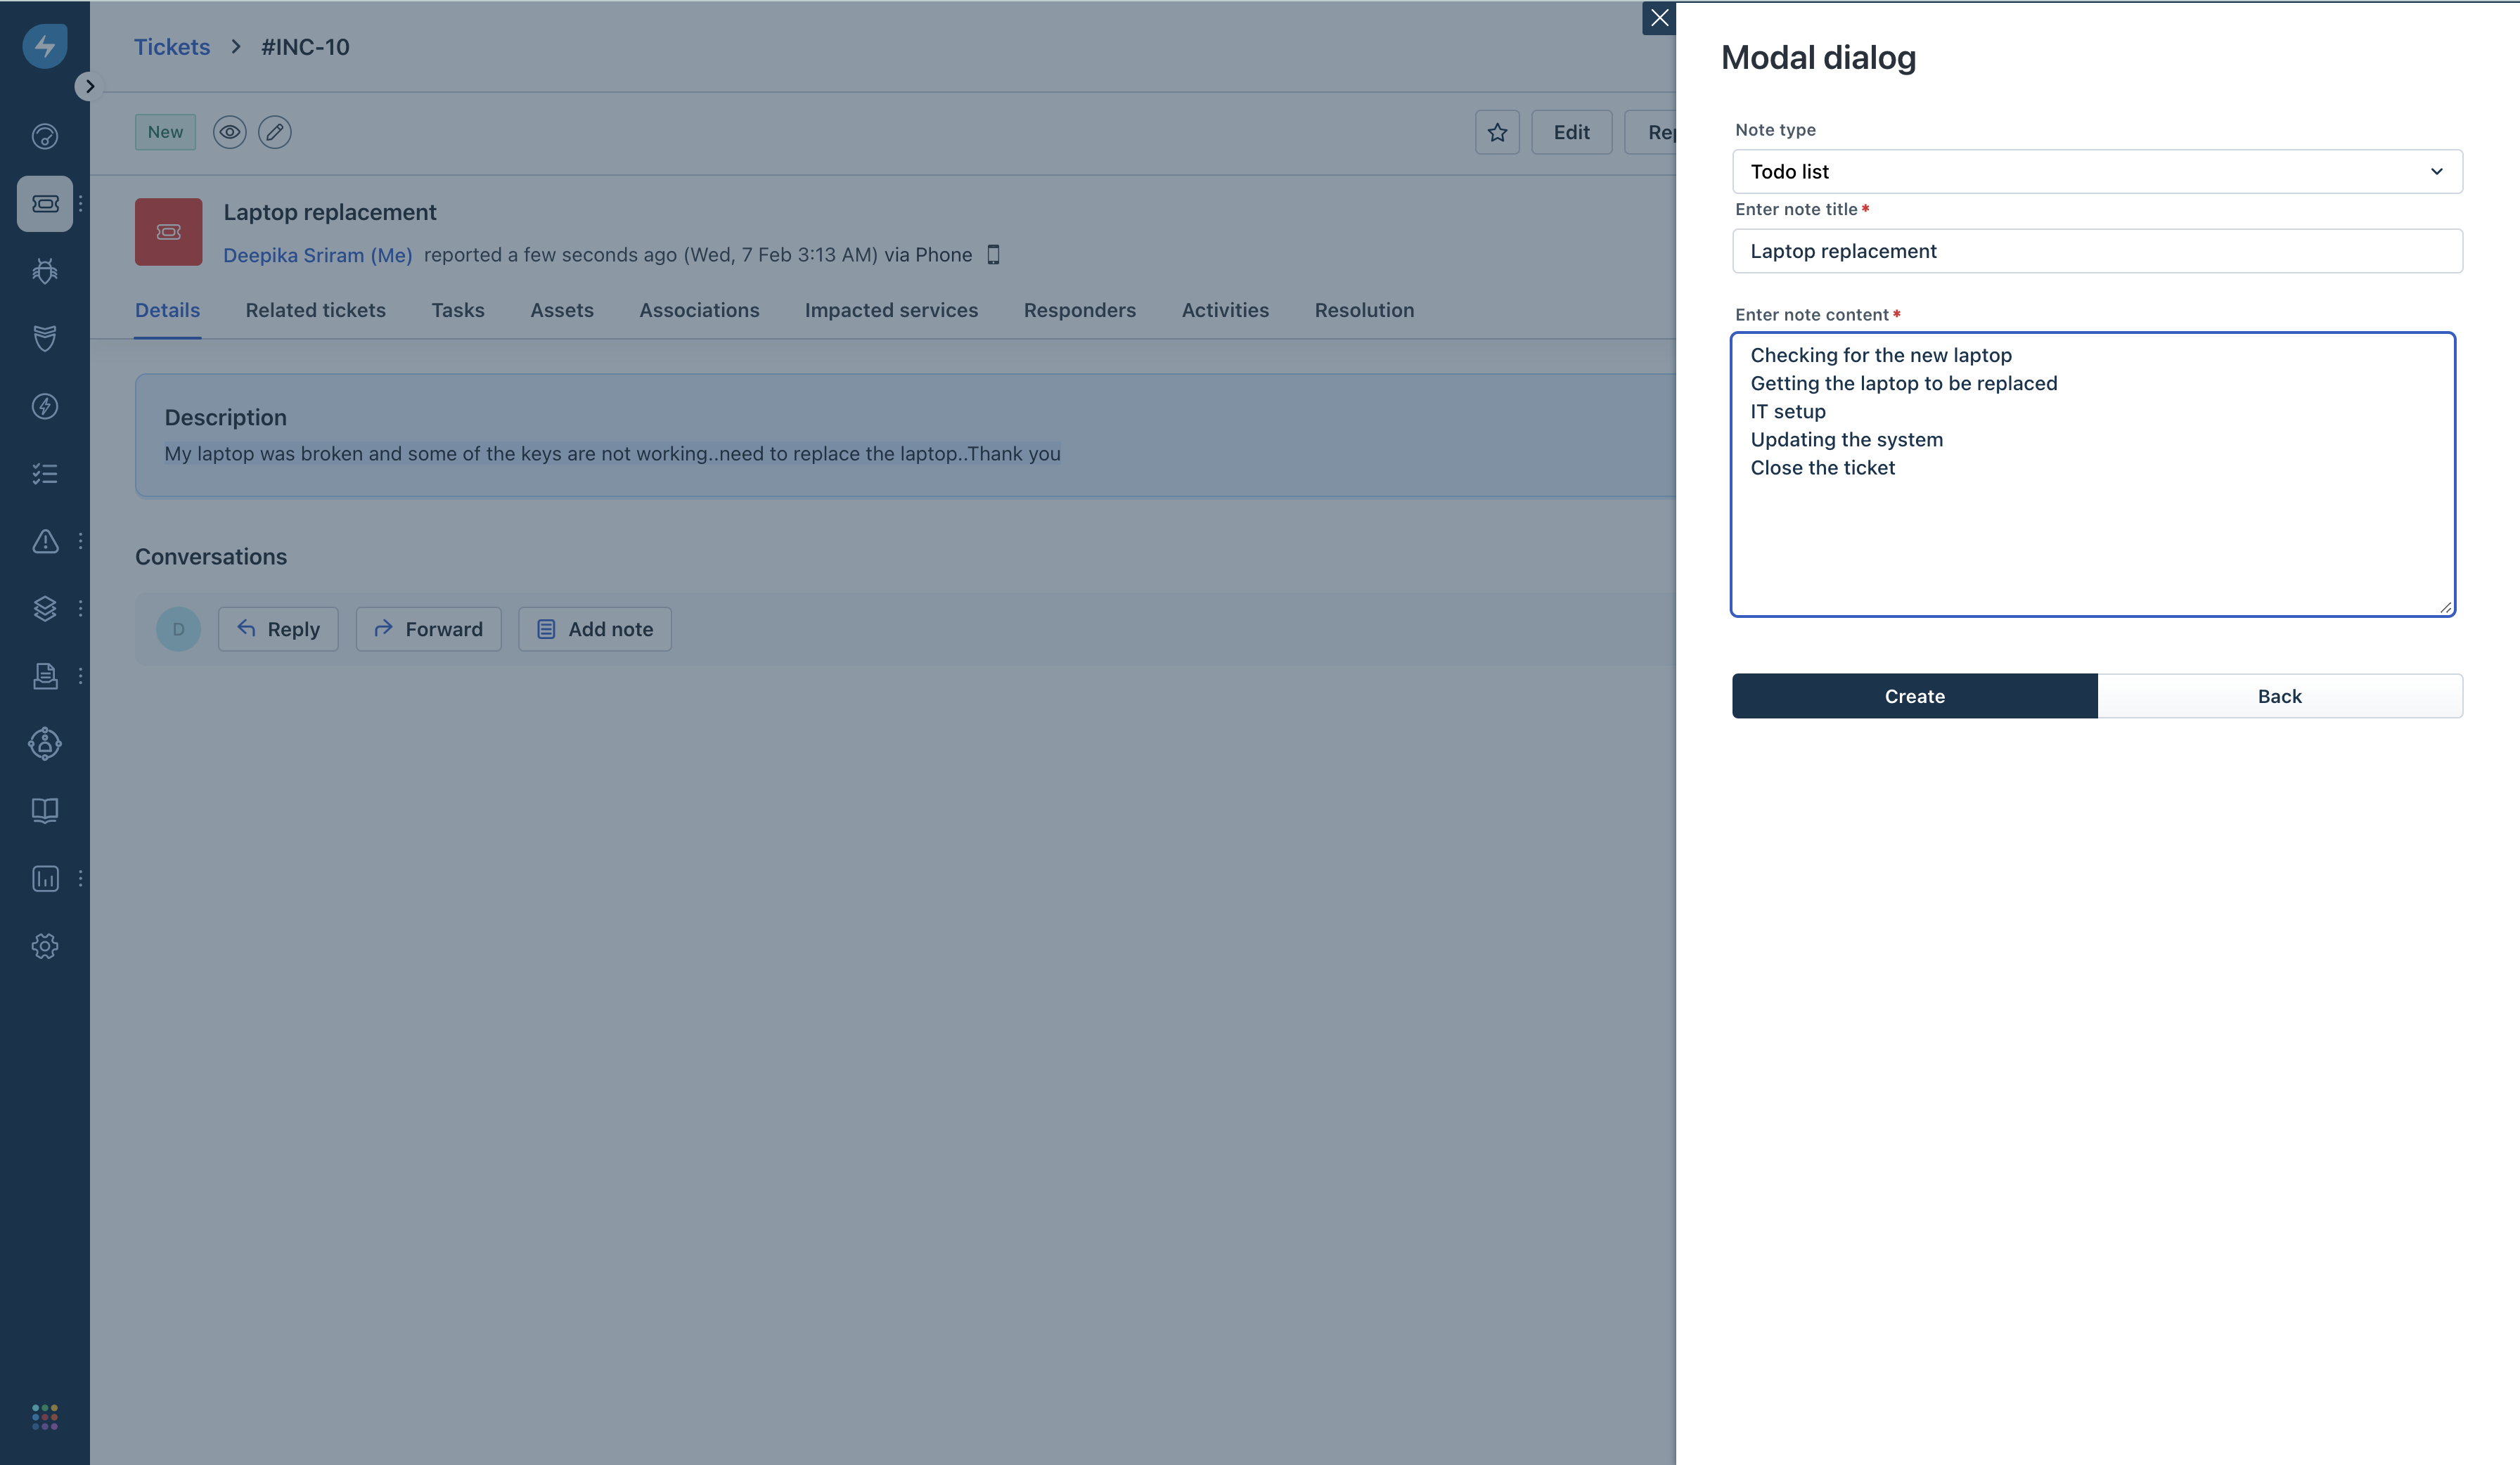 Tickets > #INC-10
New
Edit
Rep
Laptop replacement
Deepika Sriram (Me) reported a few seconds ago (Wed, 7 Feb 3:13 AM) via Phone
Details Related tickets Tasks Assets Associations Impacted services Responders Activities Resolution
Description
My laptop was broken and some of the keys are not working..need to replace the laptop..Thank you
Conversations
D
Reply
Forward
Add note
Modal dialog
Note type
Todo list
Enter note title*
Laptop replacement
Enter note content*
Checking for the new laptop
Getting the laptop to be replaced
IT setup
Updating the system
Close the ticket
Create
Back